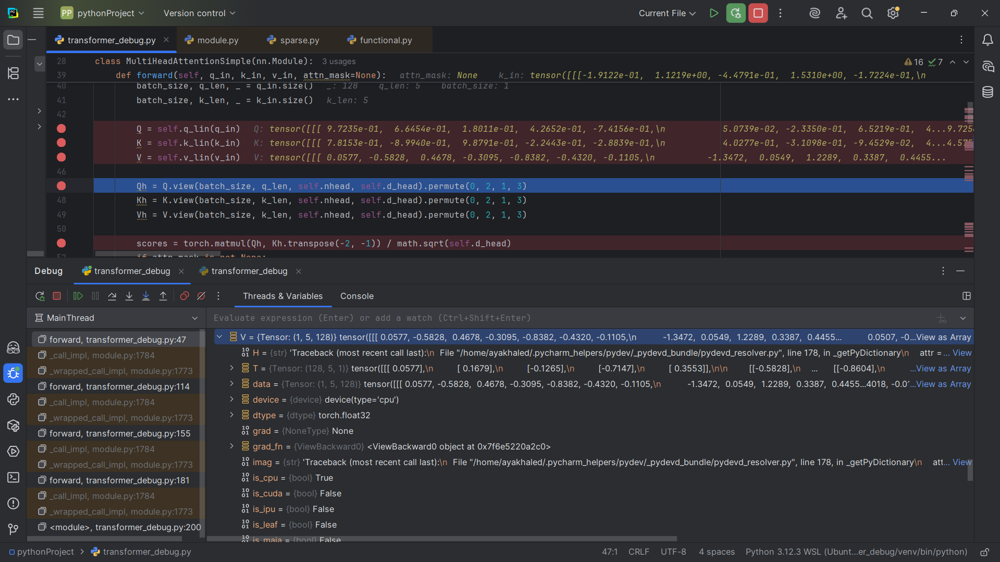 PP pythonProject Version control Current File
transformer_debug.py module.py sparse.py functional.py
28 class MultiHeadAttentionSimple(nn.Module): 3 usages 16 7
39 def forward(self, q_in, k_in, v_in, attn_mask=None): attn_mask: None k_in: tensor([[[-1.9122e-01, 1.1219e+00, -4.4791e-01, 1.5310e+00, -1.7224e-01,\n
40 batch_size, q_len, _ = q_in.size() _: 128 q_len: 5 batch_size: 1
41 batch_size, k_len, _ = k_in.size() k_len: 5
42
Q = self.q_lin(q_in) Q: tensor([[[ 9.7235e-01, 6.6454e-01, 1.8011e-01, 4.2652e-01, -7.4156e-01,\n 5.0739e-02, -2.3350e-01, 6.5219e-01, 4...9.725
K = self.k_lin(k_in) K: tensor([[[ 7.8153e-01, -8.9940e-01, 9.8791e-01, -2.2443e-01, -2.8839e-01,\n 4.0277e-01, -3.1098e-01, -9.4529e-02, 4...4.575
V = self.v_lin(v_in) V: tensor([[[ 0.0577, -0.5828, 0.4678, -0.3095, -0.8382, -0.4320, -0.1105,\n -1.3472, 0.0549, 1.2289, 0.3387, 0.4455...
46
Qh = Q.view(batch_size, q_len, self.nhead, self.d_head).permute(0, 2, 1, 3)
48 Kh = K.view(batch_size, k_len, self.nhead, self.d_head).permute(0, 2, 1, 3)
49 Vh = V.view(batch_size, k_len, self.nhead, self.d_head).permute(0, 2, 1, 3)
50
scores = torch.matmul(Qh, Kh.transpose(-2, -1)) / math.sqrt(self.d_head)
52 if attn_mask is not None:
Debug transformer_debug transformer_debug
Threads & Variables Console
MainThread
Evaluate expression (Enter) or add a watch (Ctrl+Shift+Enter)
forward, transformer_debug.py:47
_call_impl, module.py:1784
_wrapped_call_impl, module.py:1773
forward, transformer_debug.py:114
_call_impl, module.py:1784
_wrapped_call_impl, module.py:1773
forward, transformer_debug.py:155
_call_impl, module.py:1784
_wrapped_call_impl, module.py:1773
forward, transformer_debug.py:181
_call_impl, module.py:1784
_wrapped_call_impl, module.py:1773
<module>, transformer_debug.py:200
V = {Tensor: (1, 5, 128)} tensor([[[ 0.0577, -0.5828, 0.4678, -0.3095, -0.8382, -0.4320, -0.1105,\n -1.3472, 0.0549, 1.2289, 0.3387, 0.4455... 0.0507, -0...View as Array
H = {str} 'Traceback (most recent call last):\n File "/home/ayakhaled/.pycharm_helpers/pydev/_pydevd_bundle/pydevd_resolver.py", line 178, in _getPyDictionary\n attr =... View
T = {Tensor: (128, 5, 1)} tensor([[[ 0.0577],\n [ 0.1679],\n [-0.1265],\n [-0.7147],\n [ 0.3553]],\n\n [[-0.5828],\n ... [[-0.8604],\n ...View as Array
data = {Tensor: (1, 5, 128)} tensor([[[ 0.0577, -0.5828, 0.4678, -0.3095, -0.8382, -0.4320, -0.1105,\n -1.3472, 0.0549, 1.2289, 0.3387, 0.4455...4018, -0.01...View as Array
device = {device} device(type='cpu')
dtype = {dtype} torch.float32
grad = {NoneType} None
grad_fn = {ViewBackward0} <ViewBackward0 object at 0x7f6e5220a2c0>
imag = {str} 'Traceback (most recent call last):\n File "/home/ayakhaled/.pycharm_helpers/pydev/_pydevd_bundle/pydevd_resolver.py", line 178, in _getPyDictionary\n att... View
is_cpu = {bool} True
is_cuda = {bool} False
is_ipu = {bool} False
is_leaf = {bool} False
is_maia = {bool} False
pythonProject > transformer_debug.py 47:1 CRLF UTF-8 4 spaces Python 3.12.3 WSL (Ubunt...er_debug/venv/bin/python)